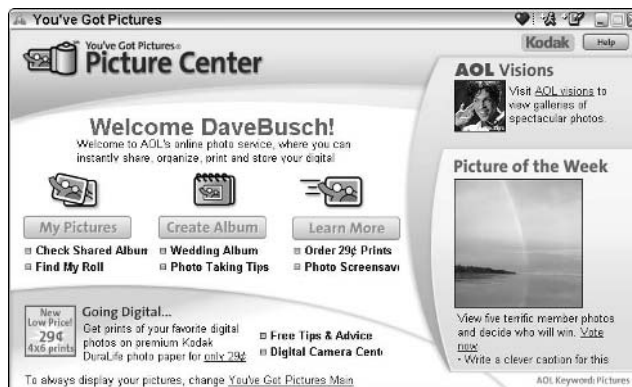 You've Got Pictures
Kodak
Help
You've Got Pictures®
Picture Center
Welcome DaveBusch!
Welcome to AOL's online photo service, where you can
instantly share, organize, print and store your digital
My Pictures
Check Shared Album
Find My Roll
Create Album
Wedding Album
Photo Taking Tips
Learn More
Order 29¢ Prints
Photo Screensav
New
Low Price!
29¢
4x6 prints
Going Digital...
Get prints of your favorite digital
photos on premium Kodak
DuraLife photo paper for only 29¢
Free Tips & Advice
Digital Camera Cent
To always display your pictures, change You've Got Pictures Main
AOL Visions
Visit AOL visions to
view galleries of
spectacular photos.
Picture of the Week
View five terrific member photos
and decide who will win. Vote
now
- Write a clever caption for this
AOL Keyword: Pictures